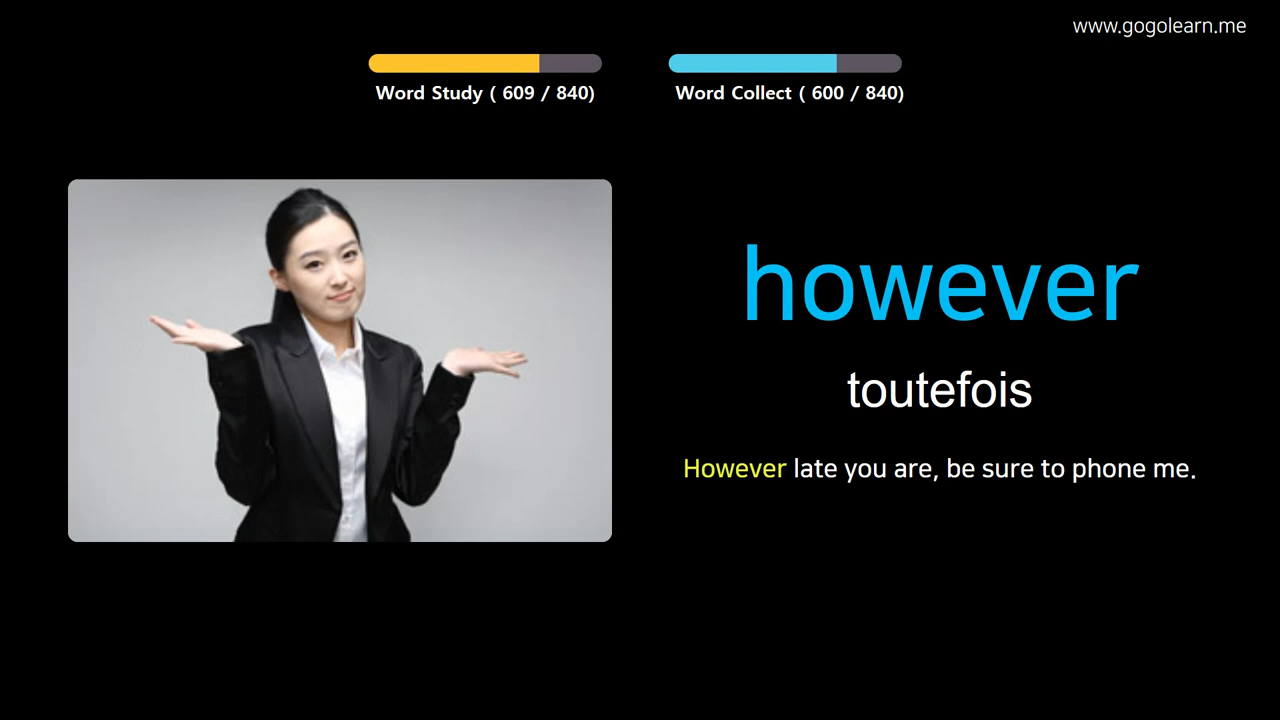 www.gogolearn.me
Word Study ( 609 / 840)
Word Collect ( 600 / 840)
however
toutefois
However late you are, be sure to phone me.